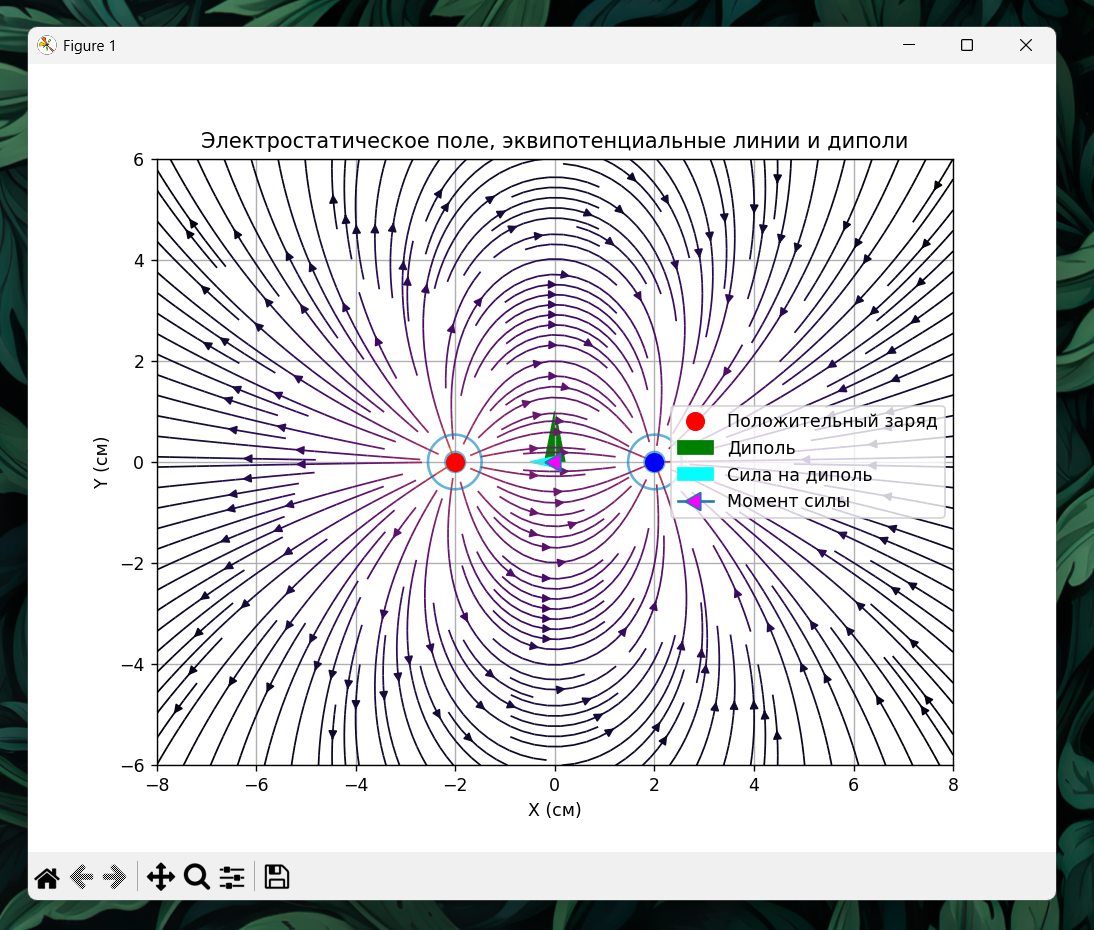 Figure 1
Электростатическое поле, эквипотенциальные линии и диполи
6
4
2
0
−2
−4
−6
Y (см)
Положительный заряд
Диполь
Сила на диполь
Момент силы
−8 −6 −4 −2 0 2 4 6 8
X (см)